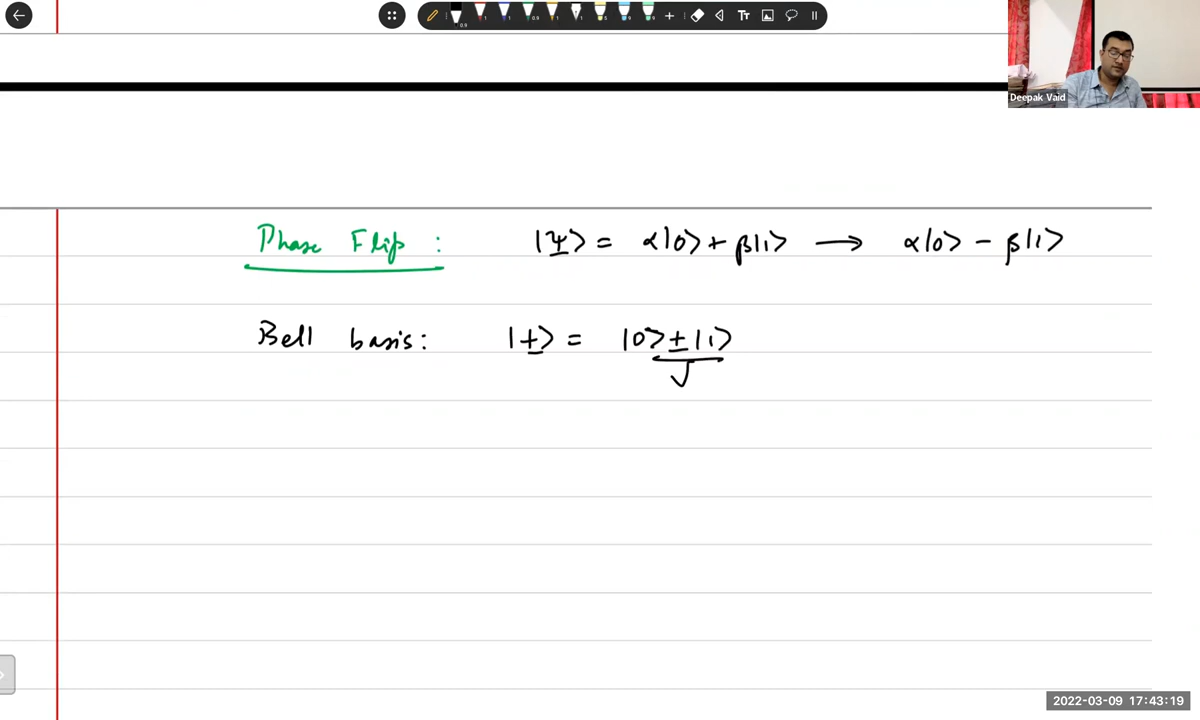 Deepak Vaid
Phase Flip : |Ψ> = α|0> + β|1> → α|0> - β|1>
Bell basis : |±> = |0> ± |1>
√
2022-03-09 17:43:19